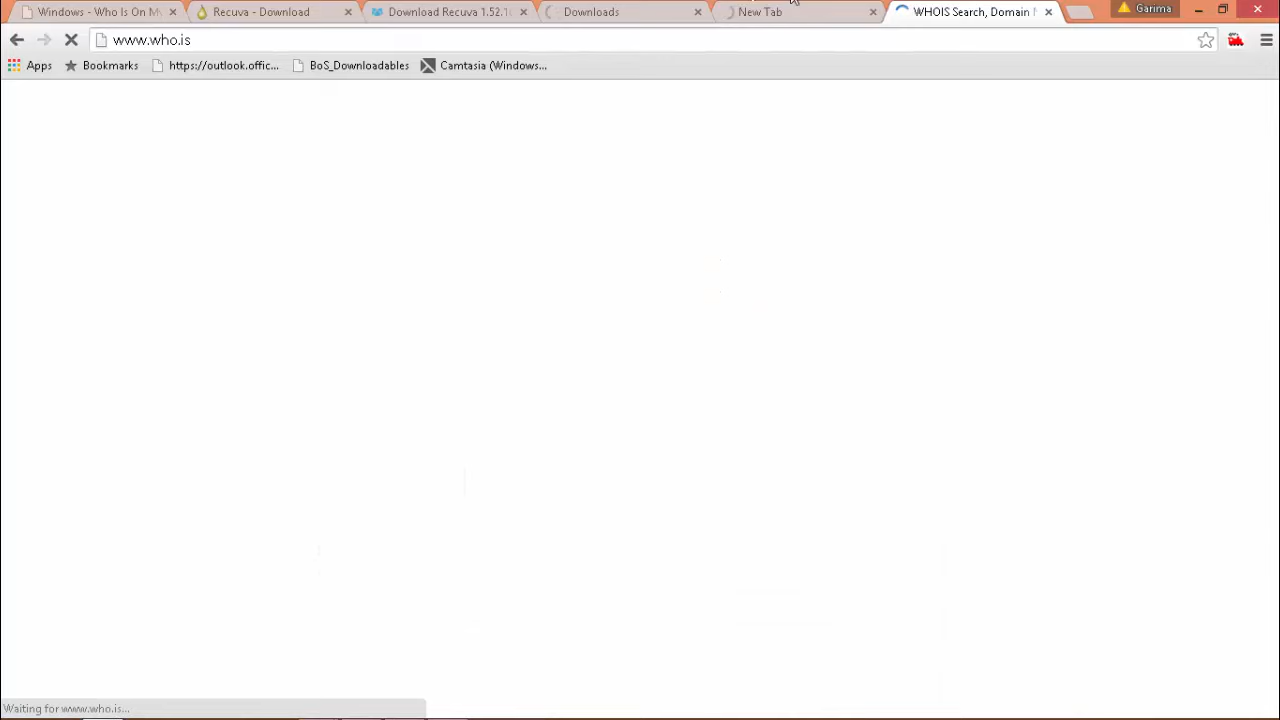 Windows - Who Is On My Recuva - Download Download Recuva 1.52.1 Downloads New Tab WHOIS Search, Domain Garima
www.who.is
Apps Bookmarks https://outlook.offic... BoS_Downloadables Camtasia (Windows...
Waiting for www.who.is...